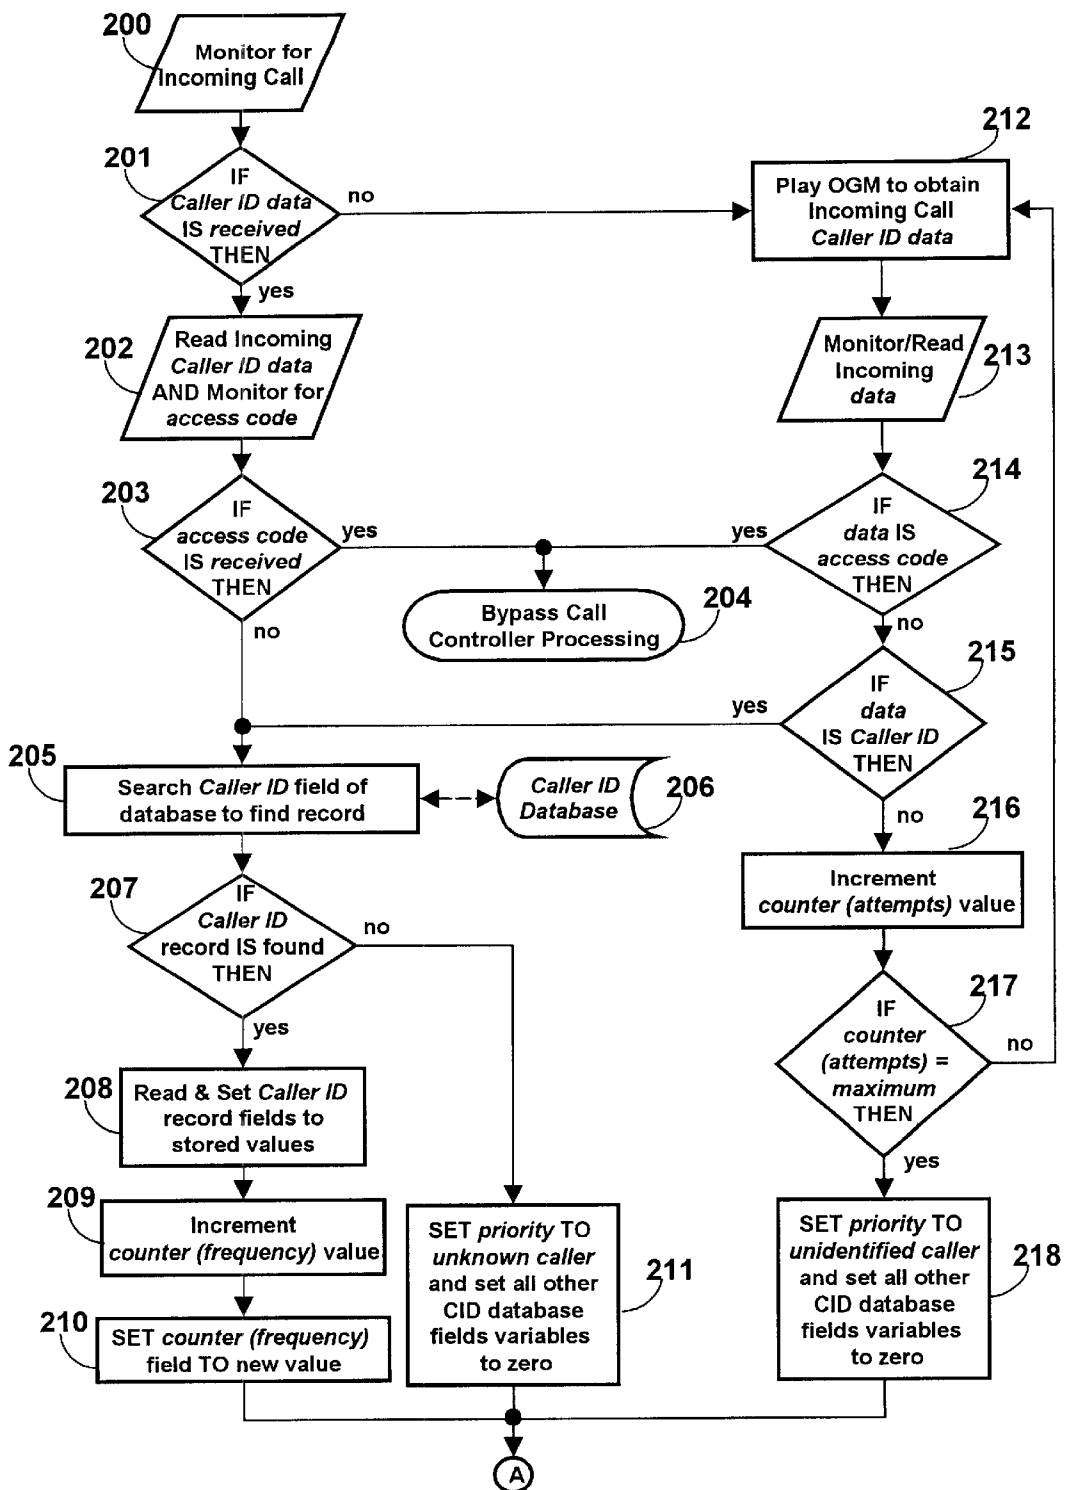 200
Monitor for
Incoming Call
201
IF
Caller ID data
IS received
THEN
no
yes
212
Play OGM to obtain
Incoming Call
Caller ID data
202
Read Incoming
Caller ID data
AND Monitor for
access code
Monitor/Read
Incoming
data
213
203
IF
access code
IS received
THEN
yes
no
214
IF
data IS
access code
THEN
yes
no
Bypass Call
Controller Processing
204
215
IF
data
IS Caller ID
THEN
yes
no
205
Search Caller ID field of
database to find record
Caller ID
Database
206
216
Increment
counter (attempts) value
207
IF
Caller ID
record IS found
THEN
no
yes
217
IF
counter
(attempts) =
maximum
THEN
no
yes
208
Read & Set Caller ID
record fields to
stored values
209
Increment
counter (frequency) value
210
SET counter (frequency)
field TO new value
SET priority TO
unknown caller
and set all other
CID database
fields variables
to zero
211
SET priority TO
unidentified caller
and set all other
CID database
fields variables
to zero
218
A